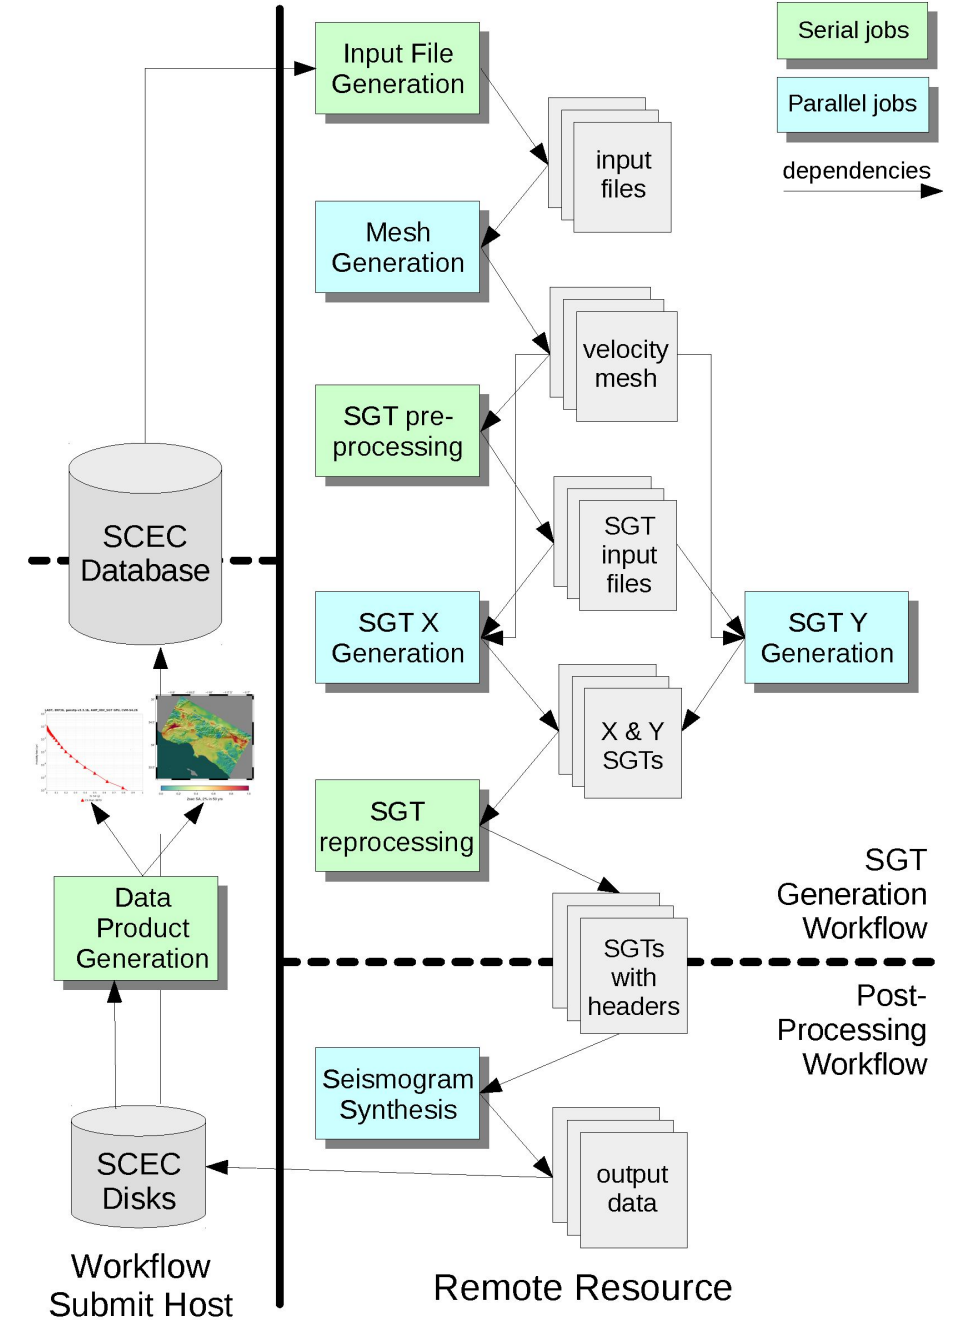 Input File
Generation
Serial jobs
Parallel jobs
dependencies
input
files
Mesh
Generation
velocity
mesh
SGT pre-
processing
SCEC
Database
SGT
input
files
SGT X
Generation
SGT Y
Generation
X & Y
SGTs
SGT
reprocessing
SGT
Generation
Workflow
Data
Product
Generation
SGTs
with
headers
Post-
Processing
Workflow
Seismogram
Synthesis
SCEC
Disks
output
data
Workflow
Submit Host
Remote Resource